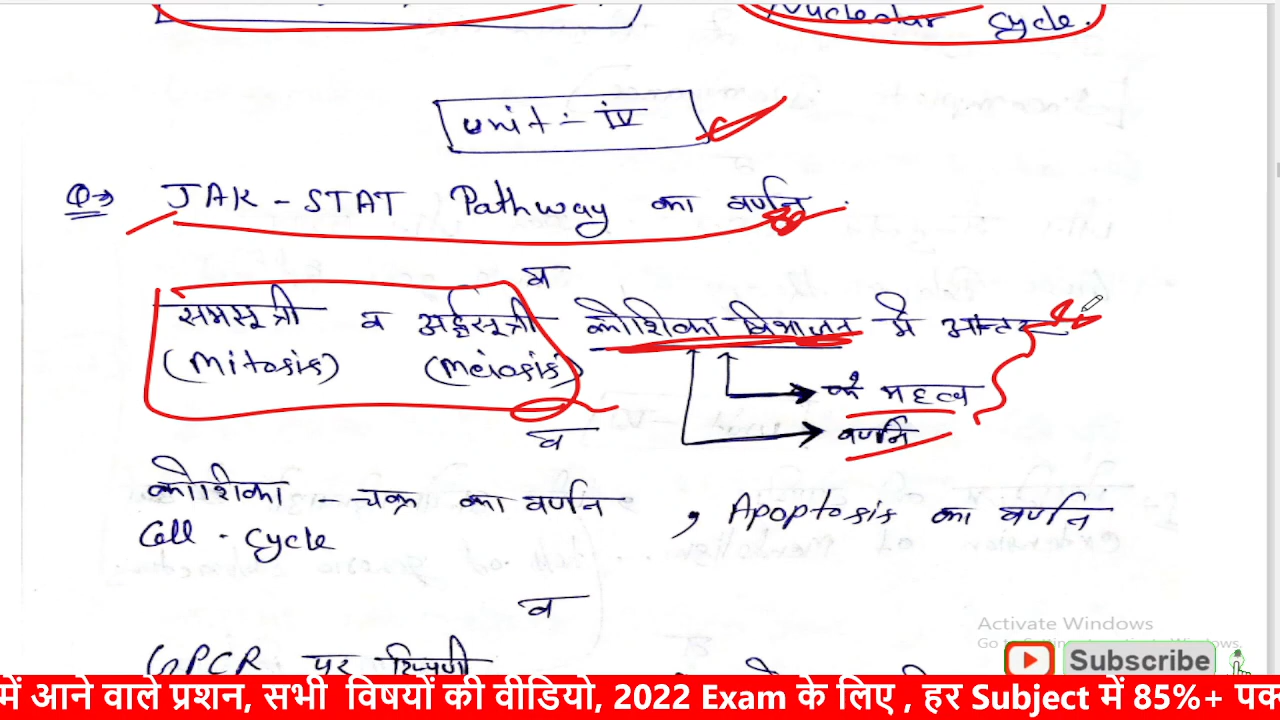 Nucleolar cycle.
unit :- IV
Q→ JAK - STAT Pathway का वर्णन .
व
समसूत्री व अर्द्धसूत्री कोशिका विभाजन में अन्तर
(Mitosis) (Meiosis)
के महत्व
वर्णन
व
कोशिका - चक्र का वर्णन , Apoptosis का वर्णन
Cell - Cycle
व
GPCR पर टिप्पणी
Activate Windows
Subscribe
में आने वाले प्रशन, सभी विषयों की वीडियो, 2022 Exam के लिए , हर Subject में 85%+ पक